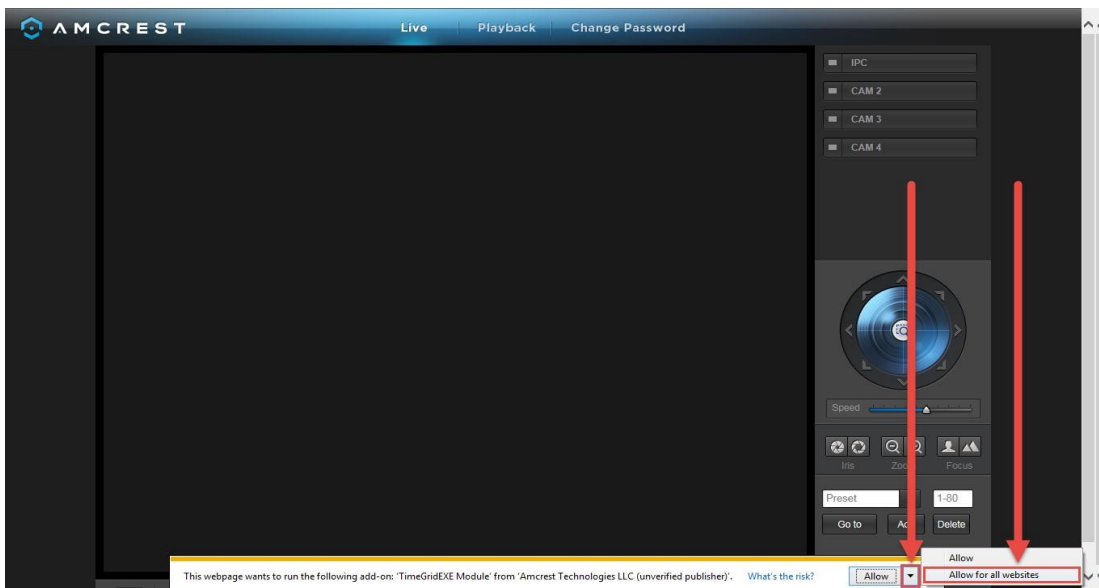 AMCREST
Live Playback Change Password
IPC
CAM 2
CAM 3
CAM 4
Speed
Iris Zoom Focus
Preset 1-80
Go to Add Delete
Allow
This webpage wants to run the following add-on: 'TimeGridEXE Module' from 'Amcrest Technologies LLC (unverified publisher)'. What's the risk? Allow Allow for all websites